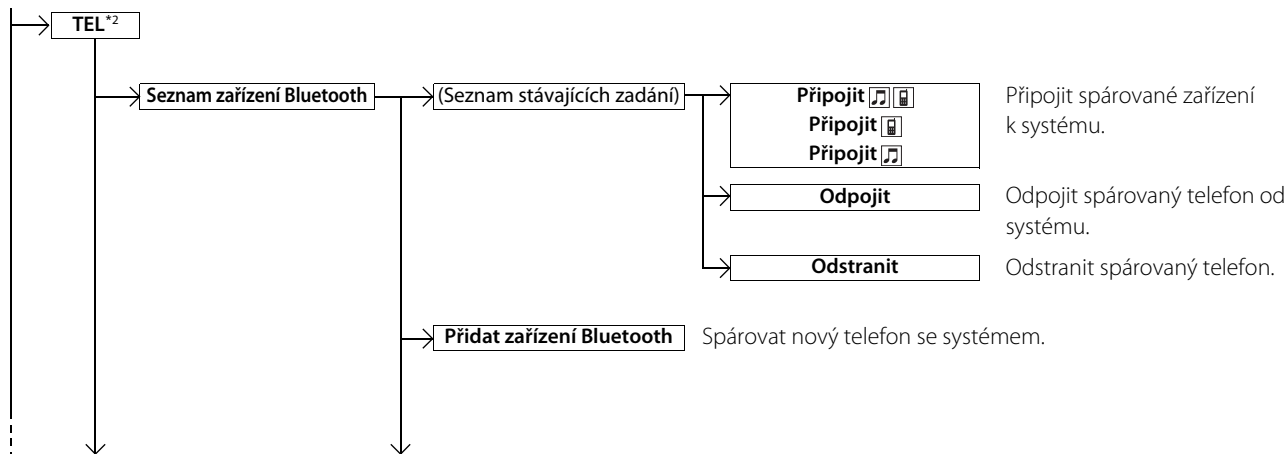 TEL*2
Seznam zařízení Bluetooth
(Seznam stávajících zadání)
Připojit
Připojit
Připojit
Připojit spárované zařízení
k systému.
Odpojit
Odpojit spárovaný telefon od
systému.
Odstranit
Odstranit spárovaný telefon.
Přidat zařízení Bluetooth
Spárovat nový telefon se systémem.